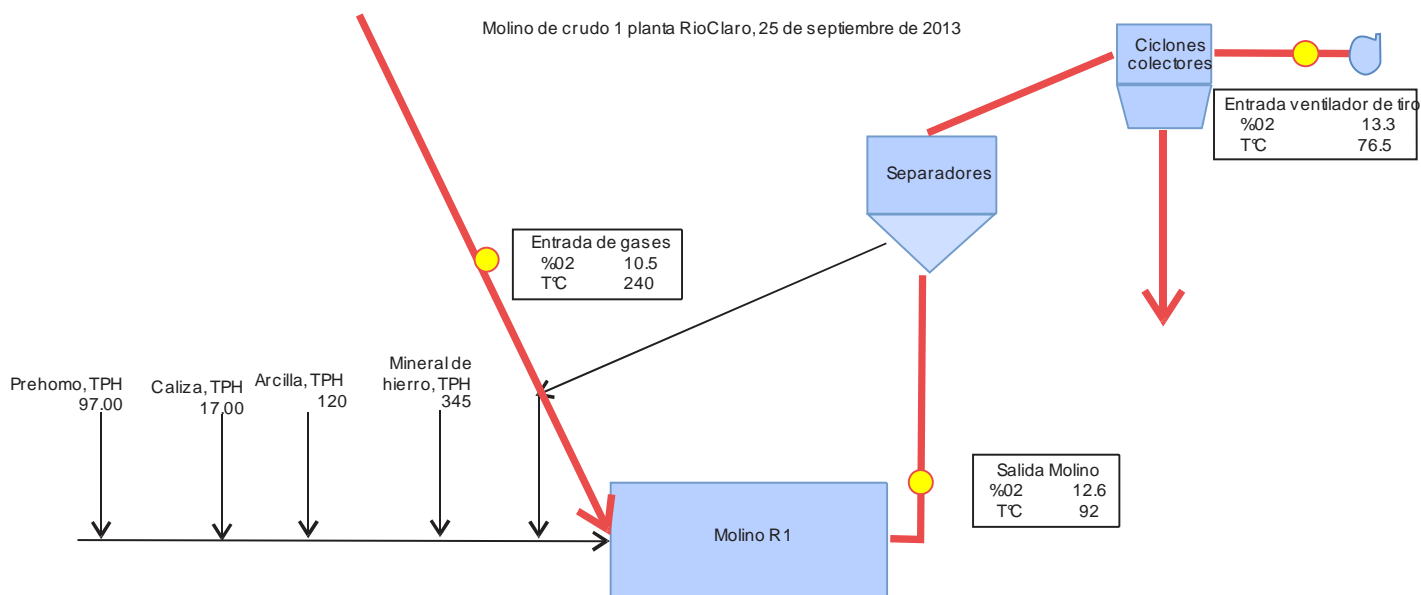 Molino de crudo 1 planta RioClaro, 25 de septiembre de 2013
Ciclones
colectores
Entrada ventilador de tiro
%02 13.3
T°C 76.5
Separadores
Entrada de gases
%02 10.5
T°C 240
Prehomo, TPH
97.00
Caliza, TPH
17.00
Arcilla, TPH
120
Mineral de
hierro, TPH
345
Salida Molino
%02 12.6
T°C 92
Molino R1